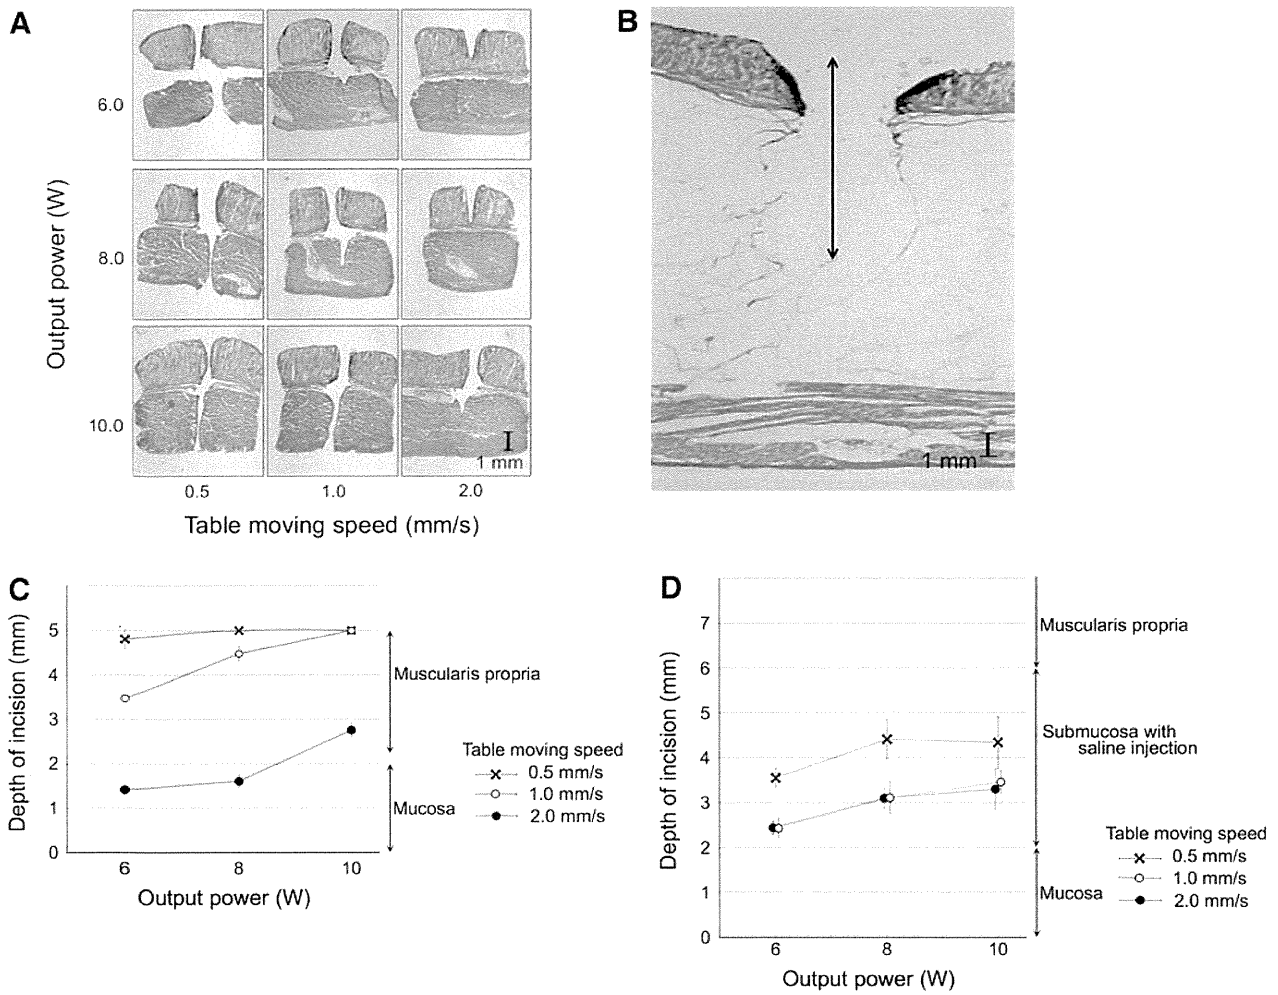 A
Output power (W)
6.0
8.0
10.0
1 mm
0.5 1.0 2.0
Table moving speed (mm/s)
B
1 mm
C
Depth of incision (mm)
5
4
3
2
1
0
6 8 10
Output power (W)
Muscularis propria
Mucosa
Table moving speed
0.5 mm/s
1.0 mm/s
2.0 mm/s
D
Depth of incision (mm)
7
6
5
4
3
2
1
0
6 8 10
Output power (W)
Muscularis propria
Submucosa with
saline injection
Mucosa
Table moving speed
0.5 mm/s
1.0 mm/s
2.0 mm/s